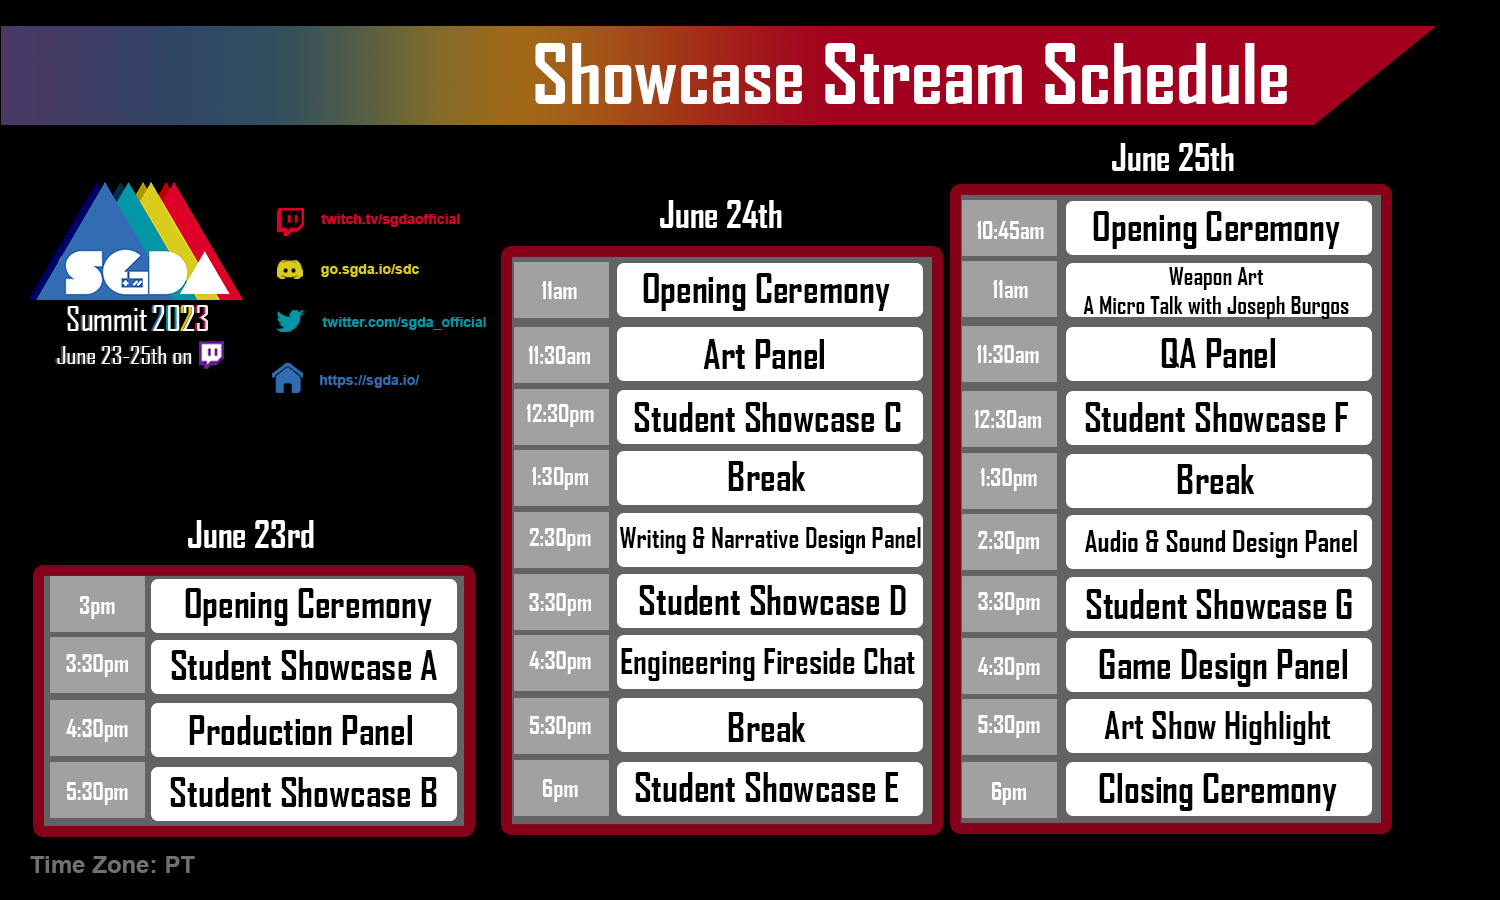 Showcase Stream Schedule
SGDA
Summit 2023
June 23-25th on
twitch.tv/sgdaofficial
go.sgda.io/sdc
twitter.com/sgda_official
https://sgda.io/
June 23rd
3pm Opening Ceremony
3:30pm Student Showcase A
4:30pm Production Panel
5:30pm Student Showcase B
June 24th
11am Opening Ceremony
11:30am Art Panel
12:30pm Student Showcase C
1:30pm Break
2:30pm Writing & Narrative Design Panel
3:30pm Student Showcase D
4:30pm Engineering Fireside Chat
5:30pm Break
6pm Student Showcase E
June 25th
10:45am Opening Ceremony
11am Weapon Art
A Micro Talk with Joseph Burgos
11:30am QA Panel
12:30am Student Showcase F
1:30pm Break
2:30pm Audio & Sound Design Panel
3:30pm Student Showcase G
4:30pm Game Design Panel
5:30pm Art Show Highlight
6pm Closing Ceremony
Time Zone: PT